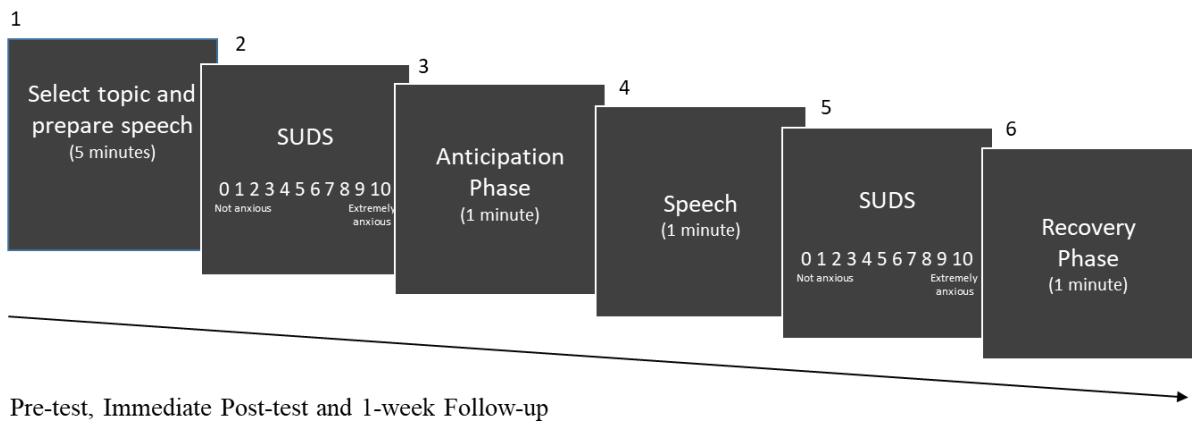 1
Select topic and
prepare speech
(5 minutes)
2
SUDS
0 1 2 3 4 5 6 7 8 9 10
Not anxious
Extremely
anxious
3
Anticipation
Phase
(1 minute)
4
Speech
(1 minute)
5
SUDS
0 1 2 3 4 5 6 7 8 9 10
Not anxious
Extremely
anxious
6
Recovery
Phase
(1 minute)
Pre-test, Immediate Post-test and 1-week Follow-up